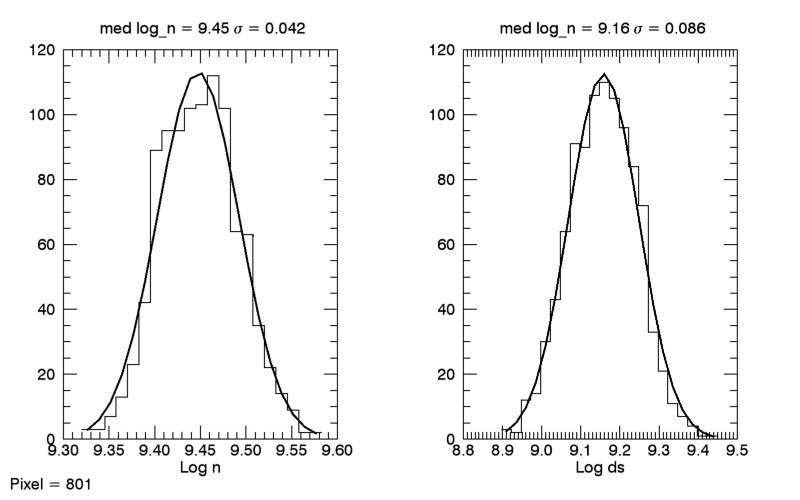 med log_n = 9.45 σ = 0.042
120
100
80
60
40
20
0
9.30 9.35 9.40 9.45 9.50 9.55 9.60
Log n
med log_n = 9.16 σ = 0.086
120
100
80
60
40
20
0
8.8 8.9 9.0 9.1 9.2 9.3 9.4 9.5
Log ds
Pixel = 801